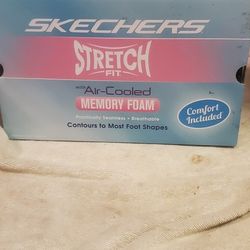 SKECHERS
STRETCH
FIT
with Air-Cooled
MEMORY FOAM
Practically Seamless • Breathable
Contours to Most Foot Shapes
Comfort
Included